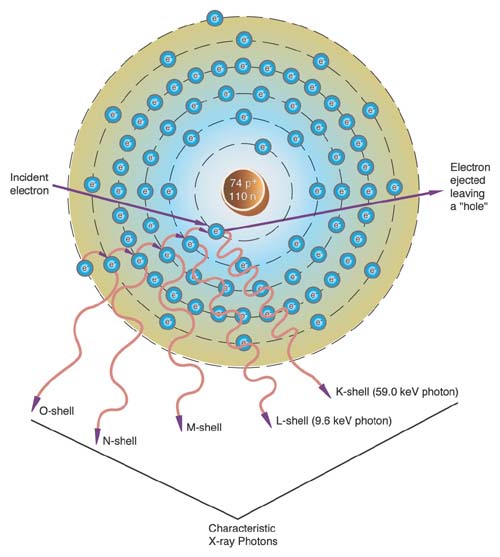 74 p⁺
110 n
Incident
electron
Electron
ejected leaving
a "hole"
e⁻
K-shell (59.0 keV photon)
L-shell (9.6 keV photon)
M-shell
N-shell
O-shell
Characteristic
X-ray Photons